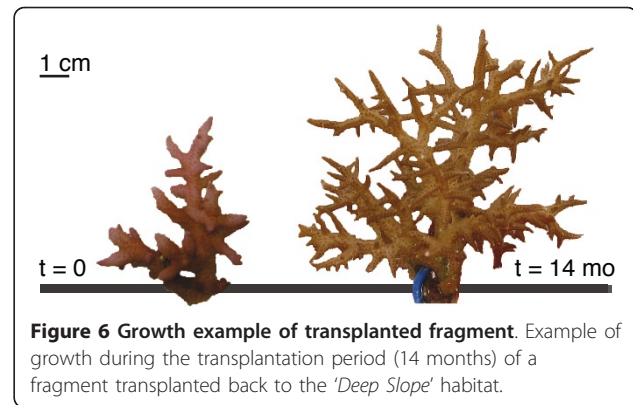 1 cm
t = 0
t = 14 mo
Figure 6 Growth example of transplanted fragment. Example of
growth during the transplantation period (14 months) of a
fragment transplanted back to the 'Deep Slope' habitat.